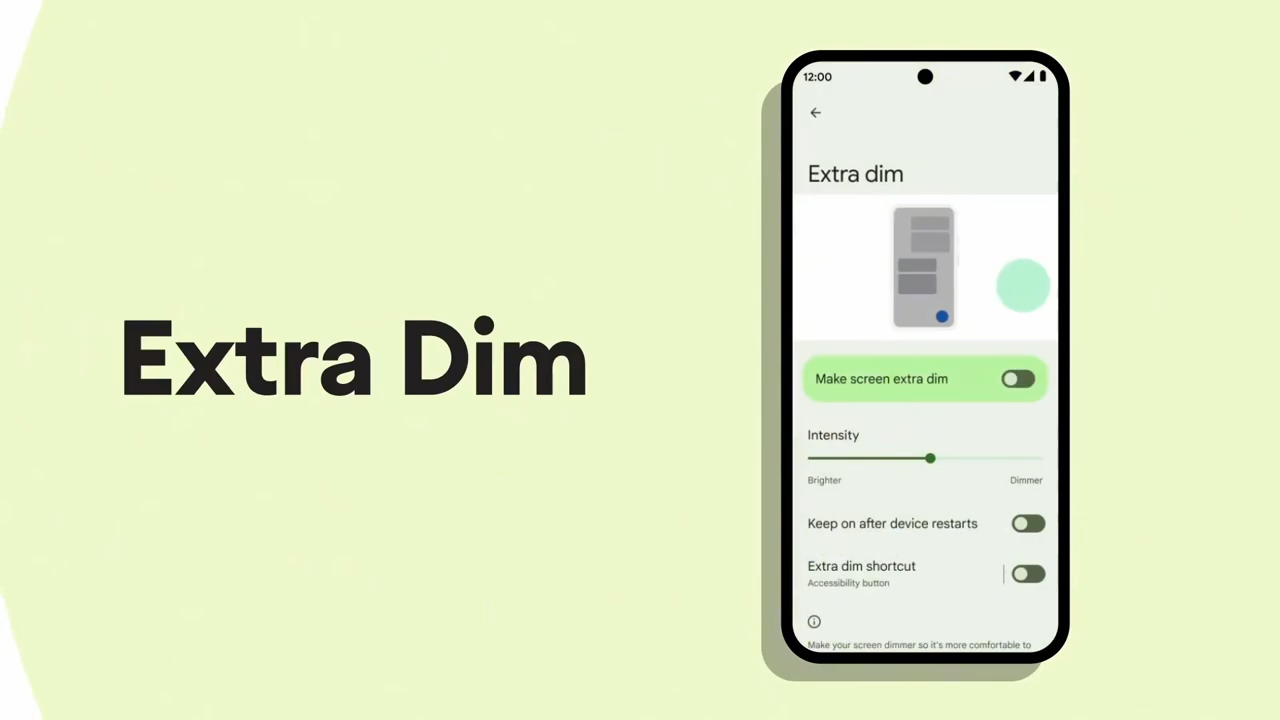 Extra Dim
12:00
Extra dim
Make screen extra dim
Intensity
Brighter Dimmer
Keep on after device restarts
Extra dim shortcut
Accessibility button
Make your screen dimmer so it's more comfortable to